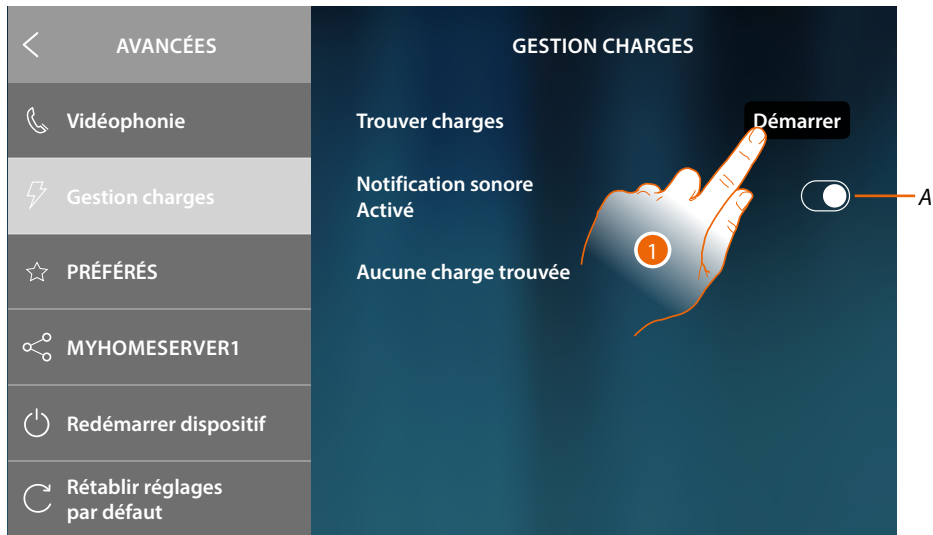 AVANCÉES
Vidéophonie
Gestion charges
PRÉFÉRÉS
MYHOMESERVER1
Redémarrer dispositif
Rétablir réglages
par défaut
GESTION CHARGES
Trouver charges
Démarrer
Notification sonore
Activé
A
1
Aucune charge trouvée